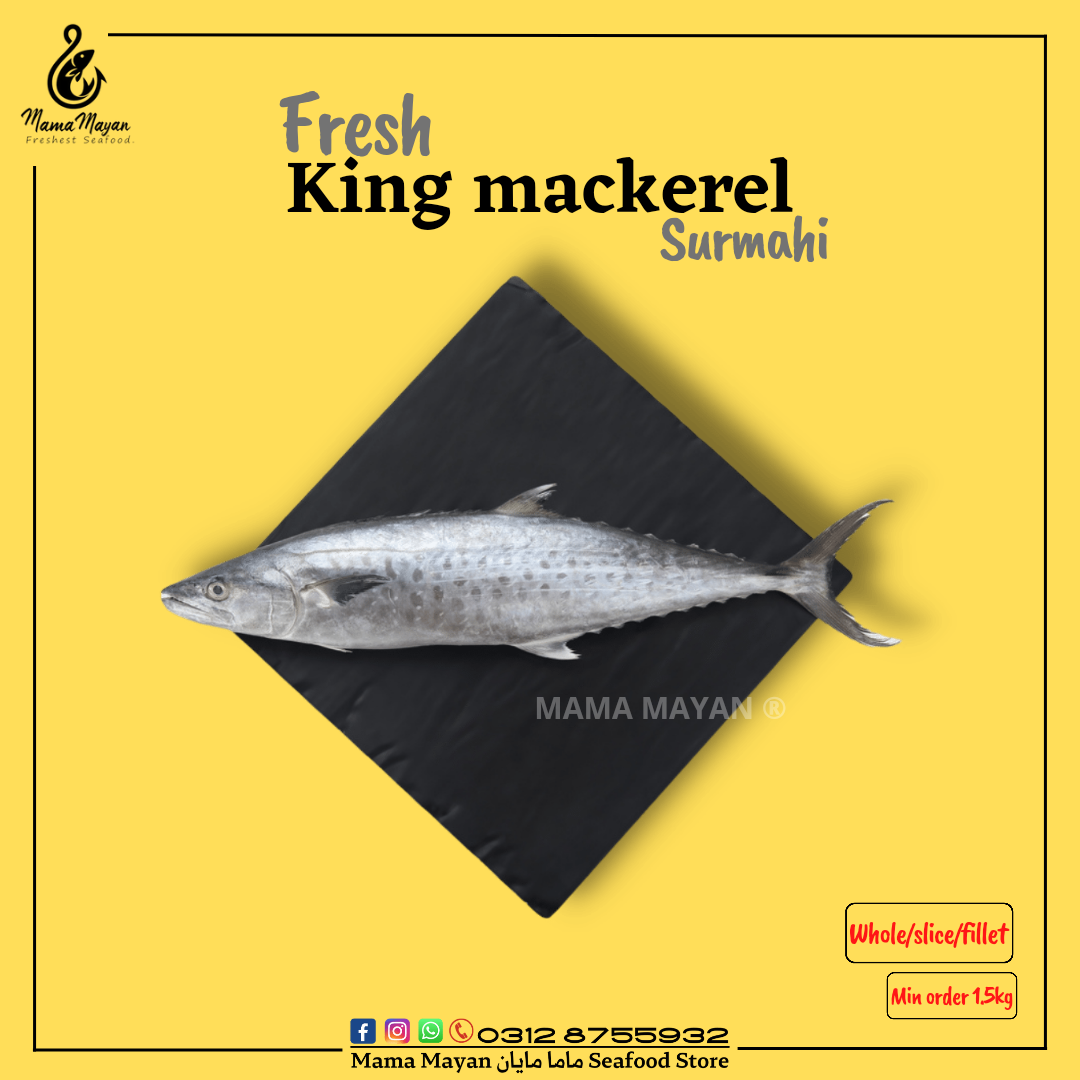 Mama Mayan
Freshest Seafood.
Fresh
King mackerel
Surmahi
MAMA MAYAN ®
Whole/slice/fillet
Min order 1.5kg
0312 8755932
Mama Mayan ماما مایان Seafood Store